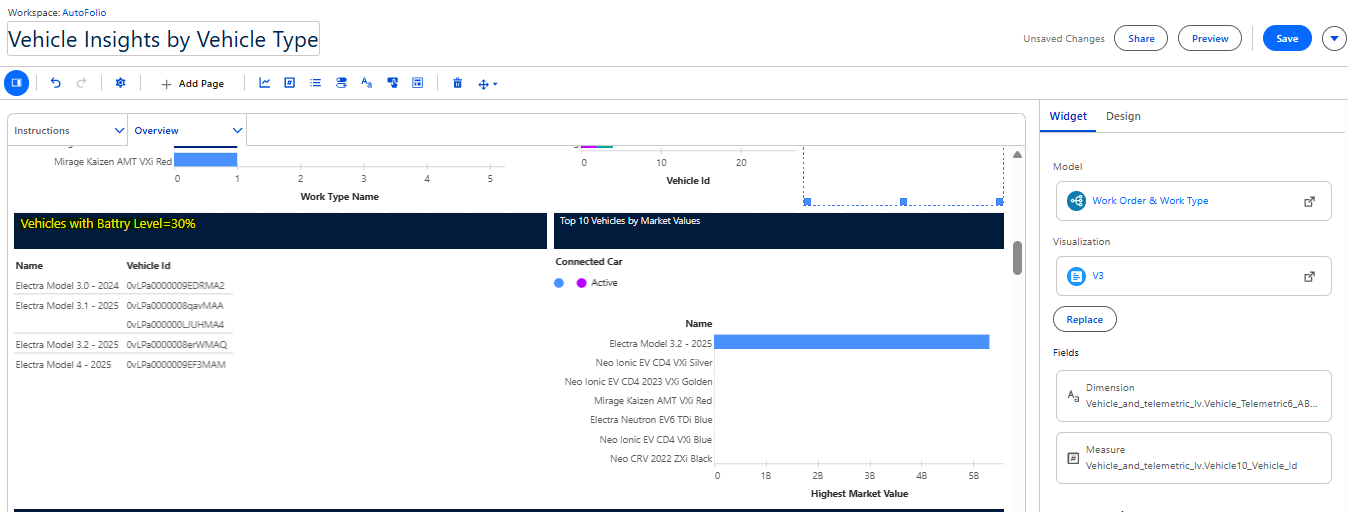 Workspace: AutoFolio
Vehicle Insights by Vehicle Type
Unsaved Changes
Share
Preview
Save
Add Page
Instructions
Overview
Widget
Design
Mirage Kaizen AMT VXi Red
0 1 2 3 4 5
Work Type Name
0 10 20
Vehicle Id
Model
Work Order & Work Type
Visualization
V3
Replace
Fields
Dimension
Vehicle_and_telemetric_lv.Vehicle_Telemetric6_AB...
Measure
Vehicle_and_telemetric_lv.Vehicle10_Vehicle_Id
Vehicles with Battry Level=30%
Name Vehicle Id
Electra Model 3.0 - 2024 0vLPa0000009EDRMA2
Electra Model 3.1 - 2025 0vLPa0000008qavMAA
0vLPa000000LJUHMA4
Electra Model 3.2 - 2025 0vLPa0000008erWMAQ
Electra Model 4 - 2025 0vLPa0000009EF3MAM
Top 10 Vehicles by Market Values
Connected Car
Active
Name
Electra Model 3.2 - 2025
Neo Ionic EV CD4 VXi Silver
Neo Ionic EV CD4 2023 VXi Golden
Mirage Kaizen AMT VXi Red
Electra Neutron EV6 TDi Blue
Neo Ionic EV CD4 VXi Blue
Neo CRV 2022 ZXi Black
0 1B 2B 3B 4B 5B
Highest Market Value